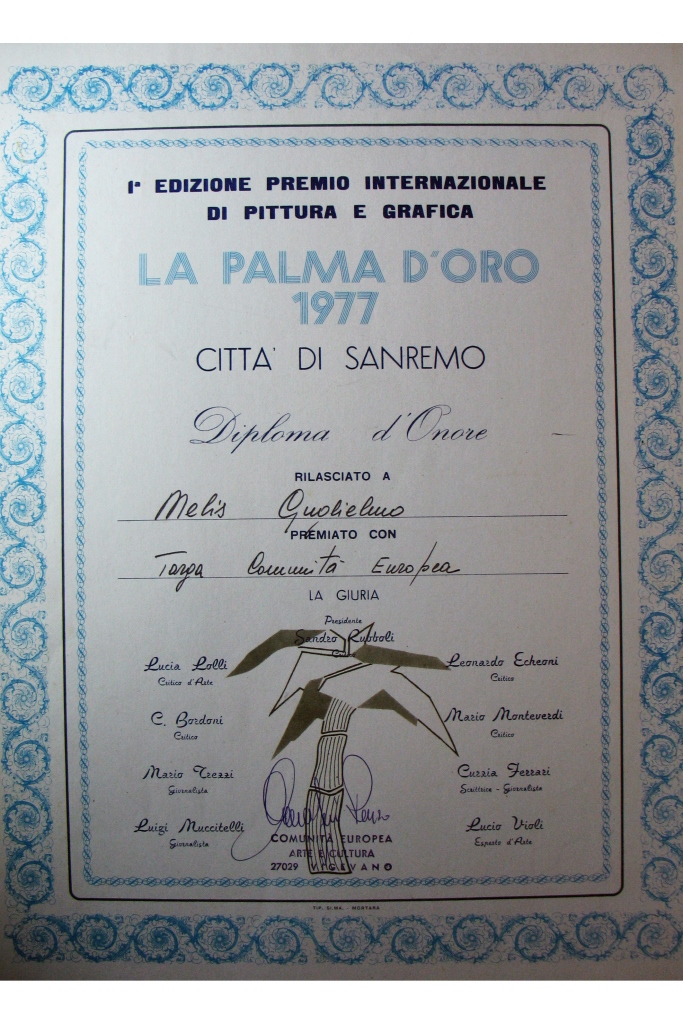 1ª EDIZIONE PREMIO INTERNAZIONALE
DI PITTURA E GRAFICA
LA PALMA D'ORO
1977
CITTA' DI SANREMO
Diploma d'Onore
RILASCIATO A
Melis Guglielmo
PREMIATO CON
Targa Comunità Europea
LA GIURIA
Presidente
Sandro Rubboli
Lucia Lolli
Critico d'Arte
C. Bordoni
Critico
Mario Trezzi
Giornalista
Luigi Muccitelli
Giornalista
Leonardo Echeoni
Critico
Mario Monteverdi
Critico
Curzia Ferrari
Scrittrice - Giornalista
Lucio Violi
Esperto d'Arte
COMUNITÀ EUROPEA
ARTE E CULTURA
27029 VIGEVANO
TIP. SI.MA. - MORTARA